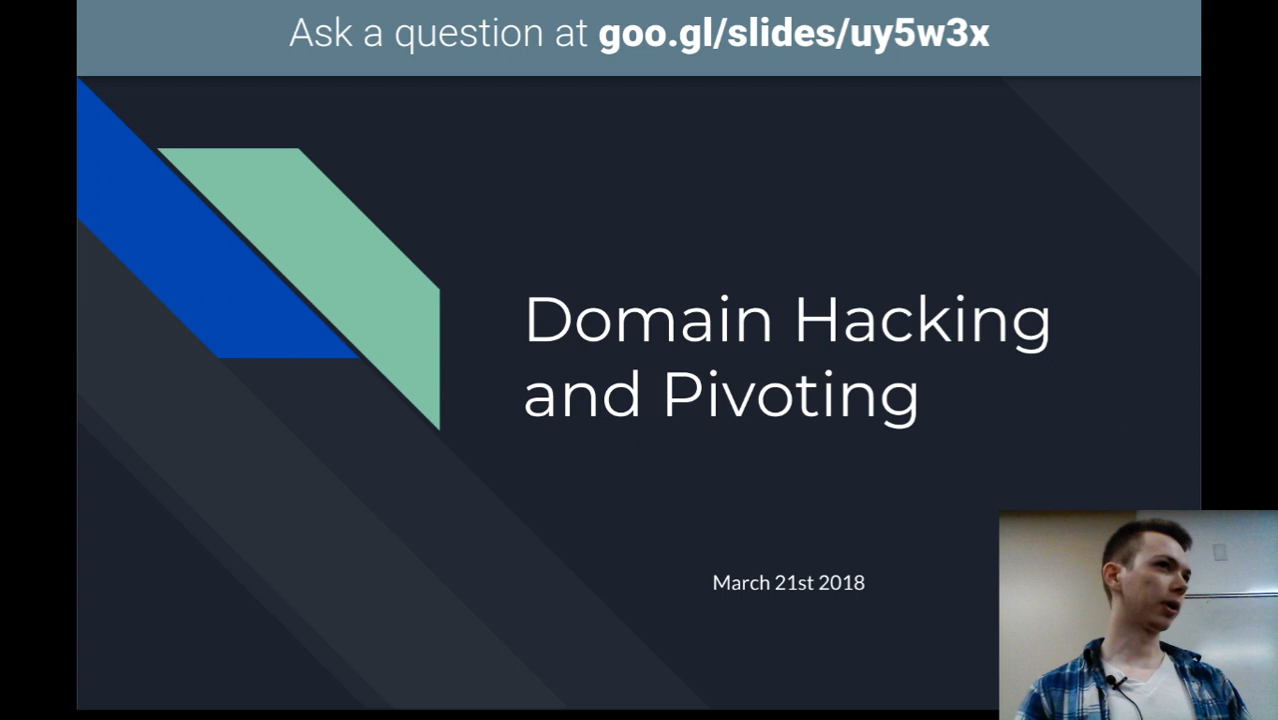 Ask a question at goo.gl/slides/uy5w3x
Domain Hacking
and Pivoting
March 21st 2018